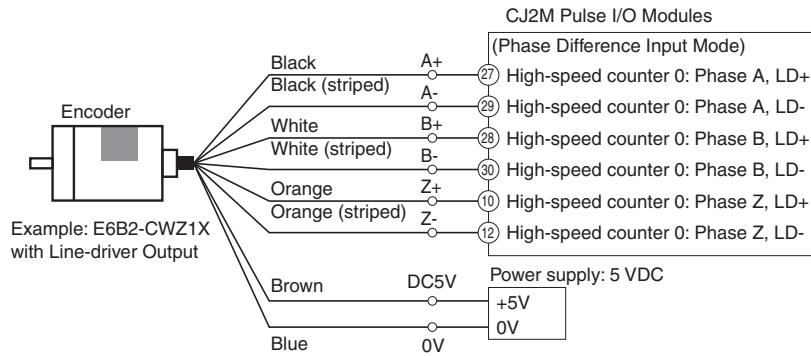 CJ2M Pulse I/O Modules
(Phase Difference Input Mode)
Encoder
Example: E6B2-CWZ1X
with Line-driver Output
Black A+ 27 High-speed counter 0: Phase A, LD+
Black (striped) A- 29 High-speed counter 0: Phase A, LD-
White B+ 28 High-speed counter 0: Phase B, LD+
White (striped) B- 30 High-speed counter 0: Phase B, LD-
Orange Z+ 10 High-speed counter 0: Phase Z, LD+
Orange (striped) Z- 12 High-speed counter 0: Phase Z, LD-
Power supply: 5 VDC
Brown DC5V +5V
Blue 0V 0V